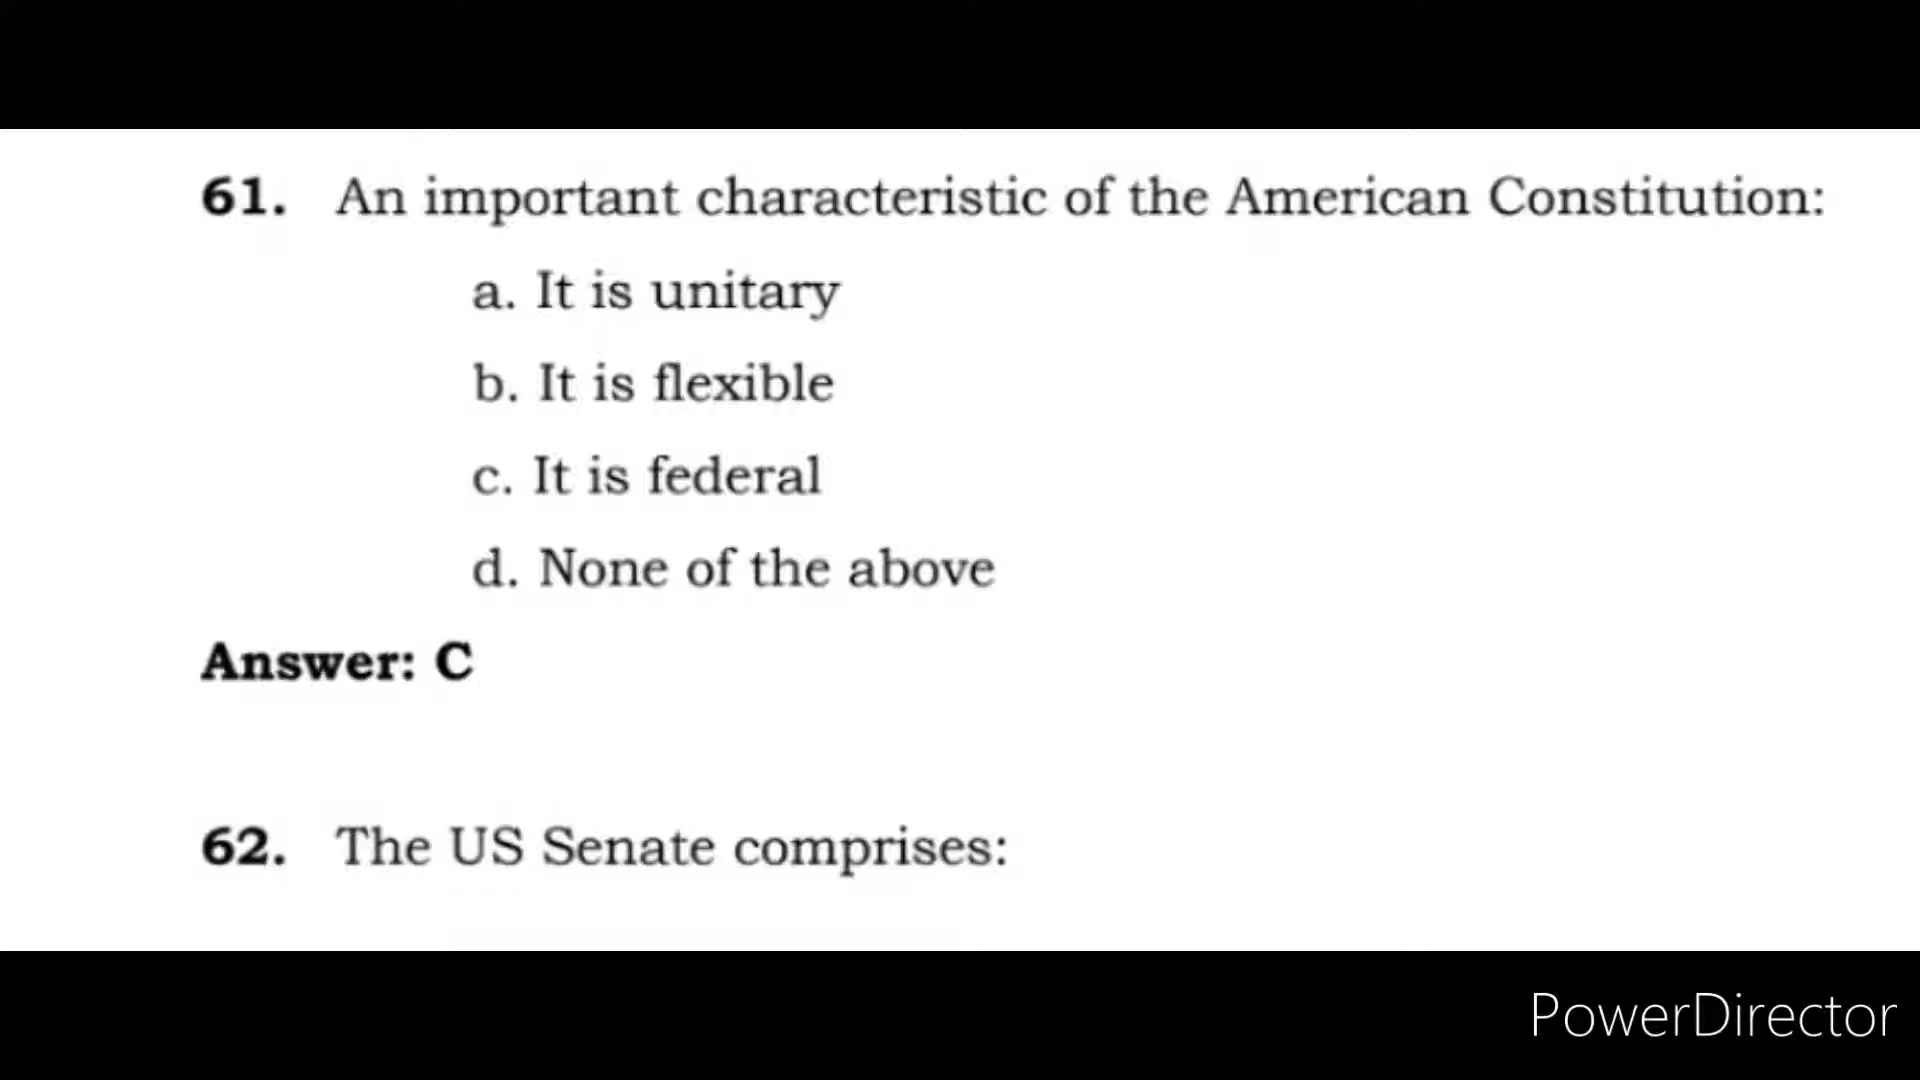 61. An important characteristic of the American Constitution:
a. It is unitary
b. It is flexible
c. It is federal
d. None of the above
Answer: C
62. The US Senate comprises:
PowerDirector